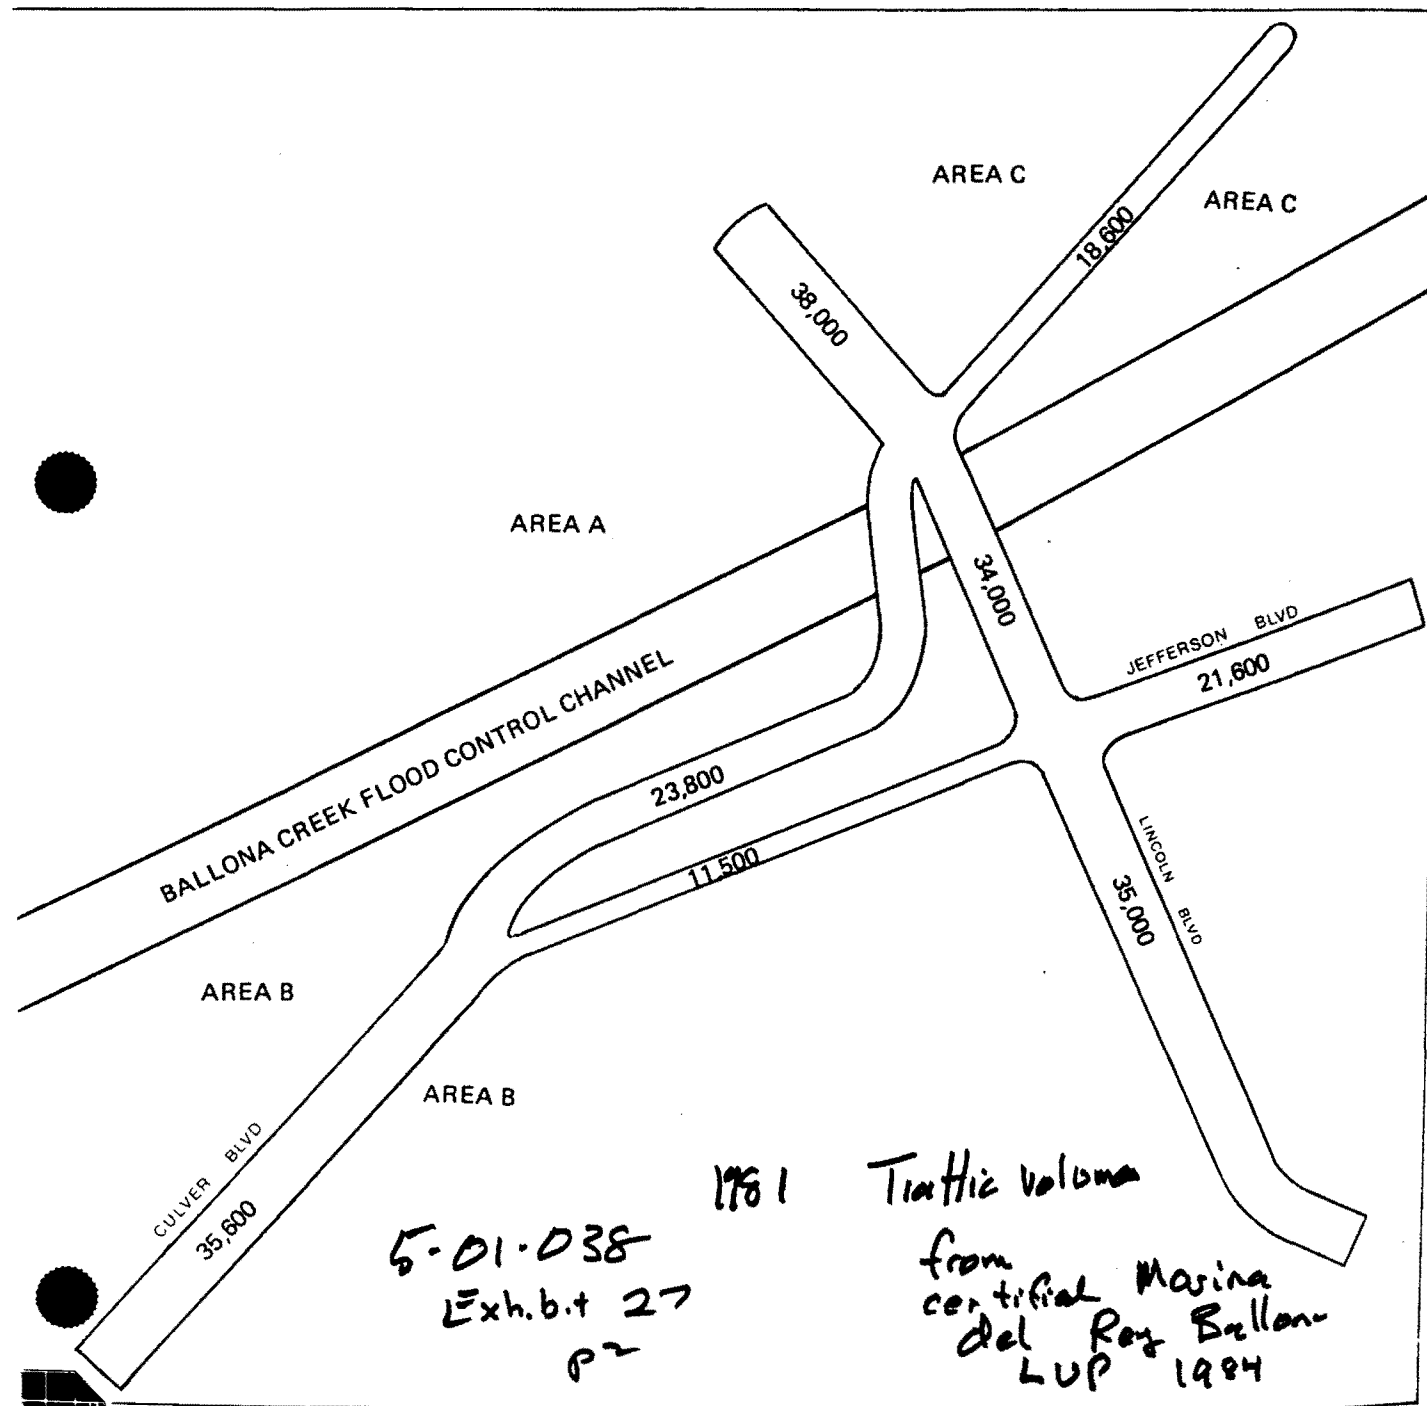 AREA C
AREA C
18,600
38,000
AREA A
34,000
JEFFERSON BLVD
21,600
BALLONA CREEK FLOOD CONTROL CHANNEL
23,800
11,500
LINCOLN BLVD
35,000
AREA B
AREA B
CULVER BLVD
35,600
1981 Traffic volume
5-01-038
Exhibit 27
p2
from
certified Marina
del Rey Ballona
LUP 1984